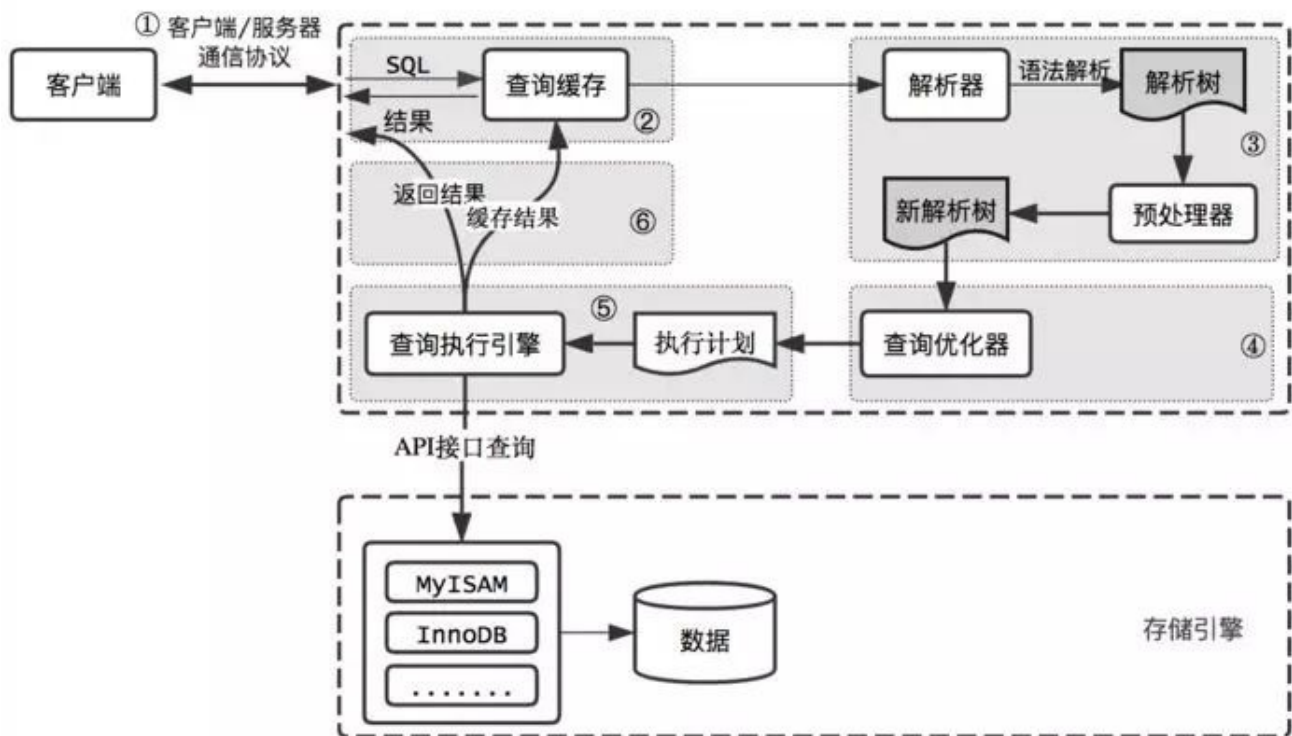 ① 客户端/服务器
通信协议
客户端
SQL
查询缓存
②
结果
解析器
语法解析
解析树
③
预处理器
新解析树
返回结果
缓存结果
⑥
查询执行引擎
⑤
执行计划
查询优化器
④
API接口查询
MyISAM
InnoDB
.......
数据
存储引擎